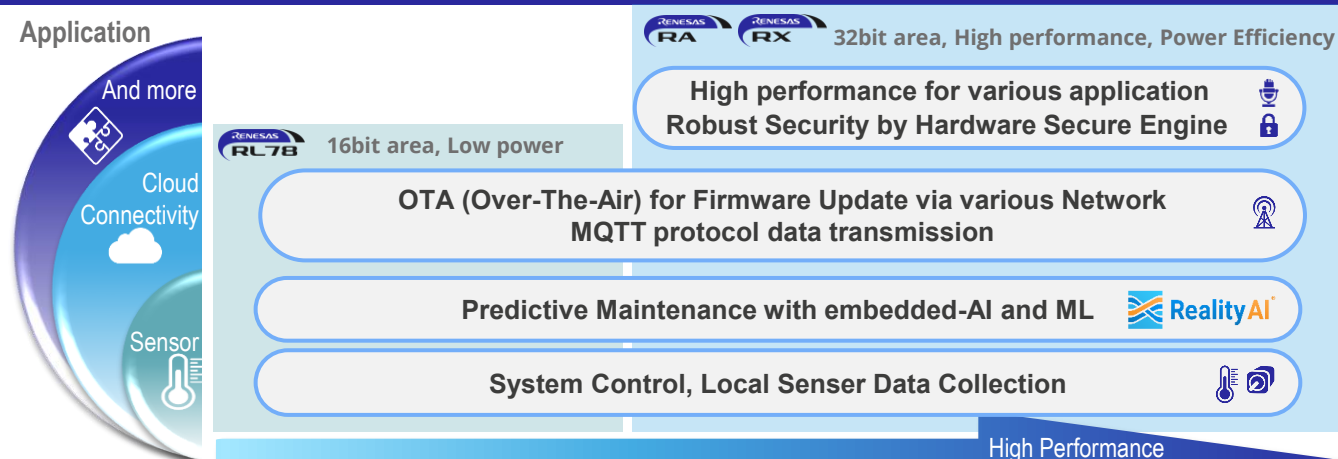 Application
RENESAS
RA
RENESAS
RX
32bit area, High performance, Power Efficiency
And more
High performance for various application
Robust Security by Hardware Secure Engine
RENESAS
RL78
16bit area, Low power
Cloud
Connectivity
OTA (Over-The-Air) for Firmware Update via various Network
MQTT protocol data transmission
Predictive Maintenance with embedded-AI and ML
RealityAI
Sensor
System Control, Local Senser Data Collection
High Performance